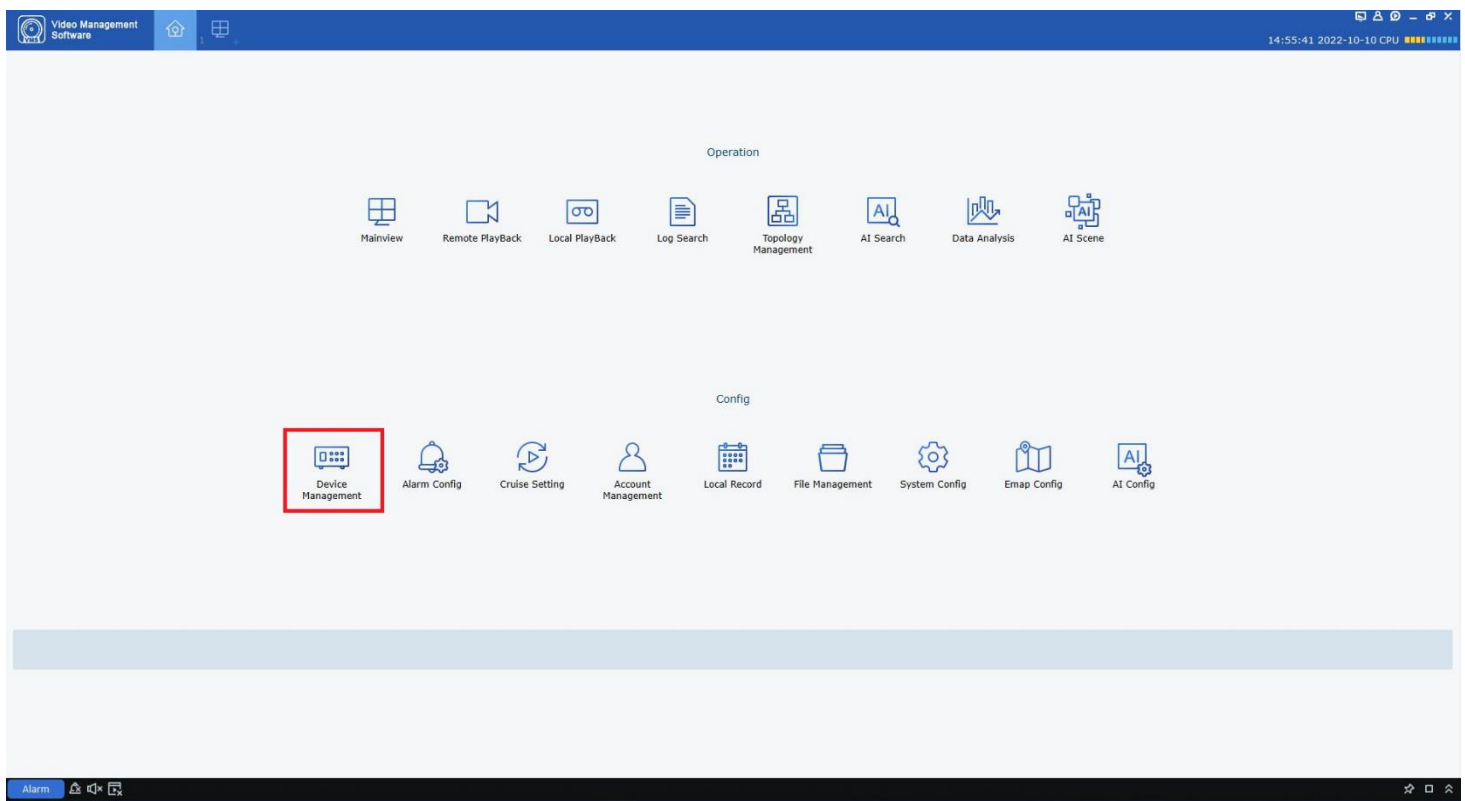 Video Management
Software
1
14:55:41 2022-10-10 CPU
Operation
Mainview
Remote PlayBack
Local PlayBack
Log Search
Topology
Management
AI Search
Data Analysis
AI Scene
Config
Device
Management
Alarm Config
Cruise Setting
Account
Management
Local Record
File Management
System Config
Emap Config
AI Config
Alarm